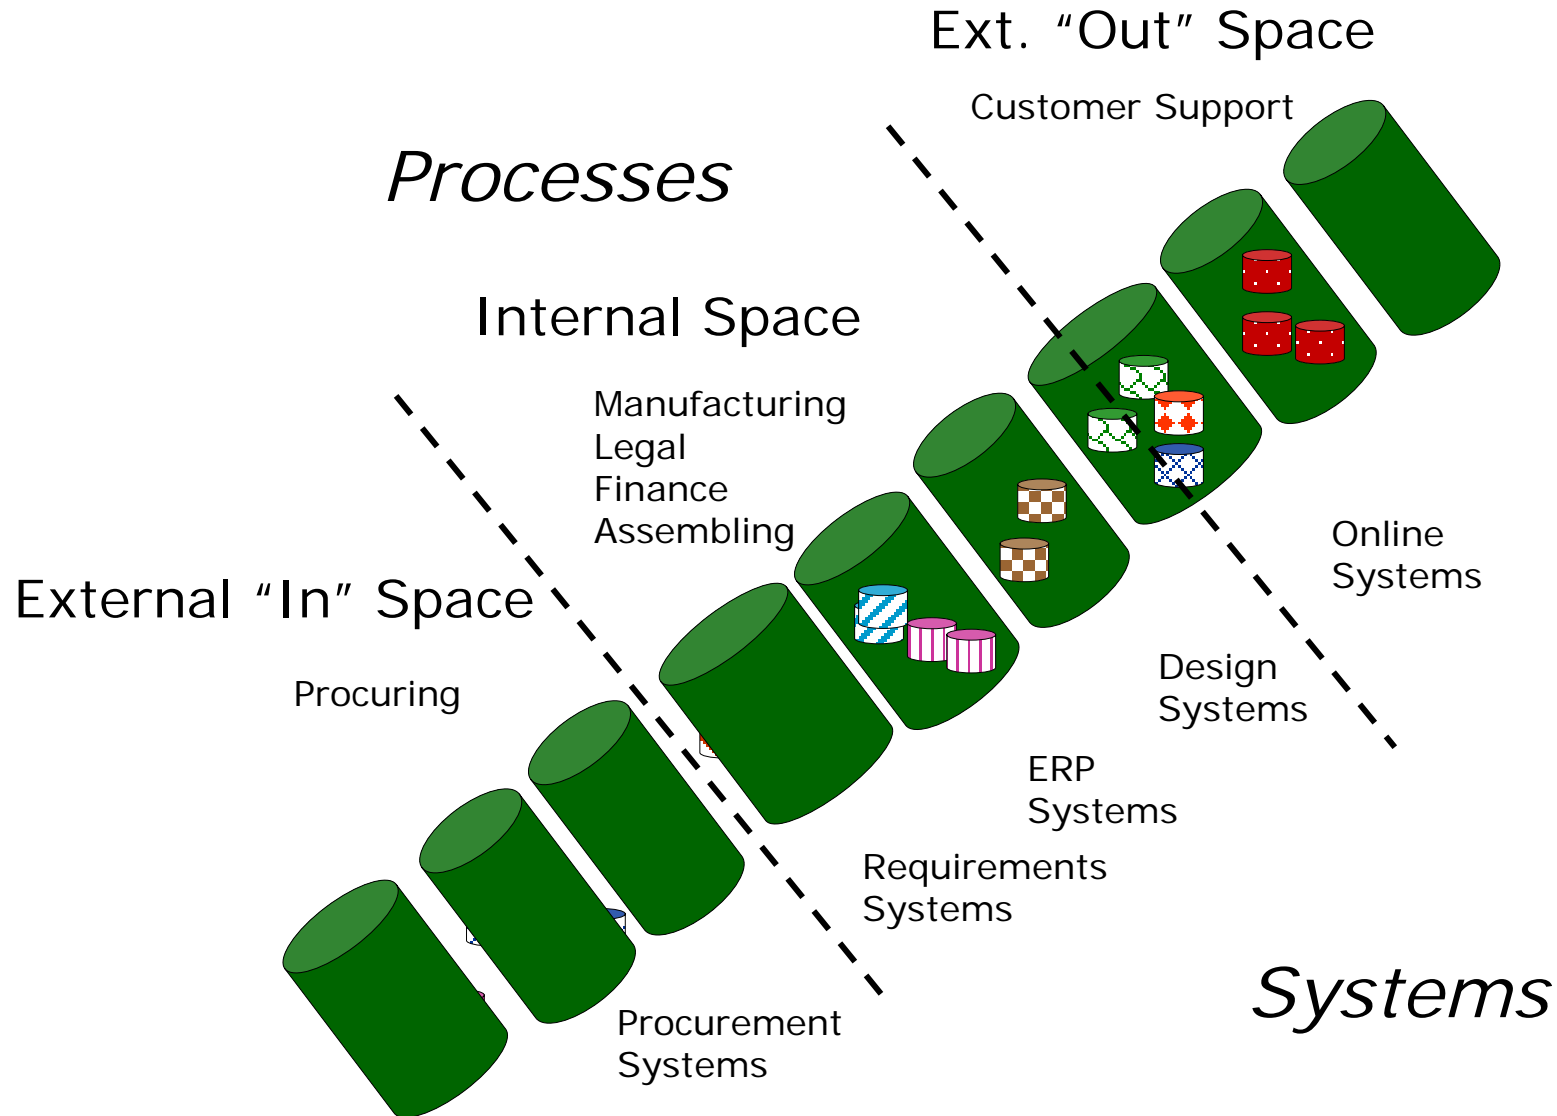 Ext. “Out” Space
Customer Support
Processes
Internal Space
Manufacturing
Legal
Finance
Assembling
External “In” Space
Procuring
Online
Systems
Design
Systems
ERP
Systems
Requirements
Systems
Procurement
Systems
Systems